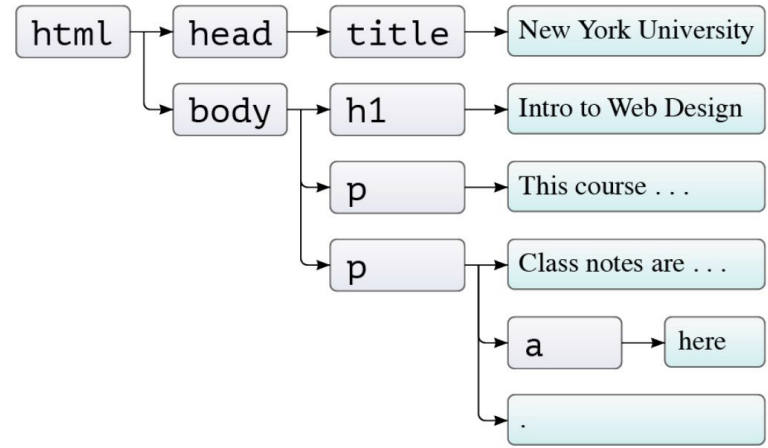 html head title New York University
body h1 Intro to Web Design
p This course . . .
p Class notes are . . .
a here
.